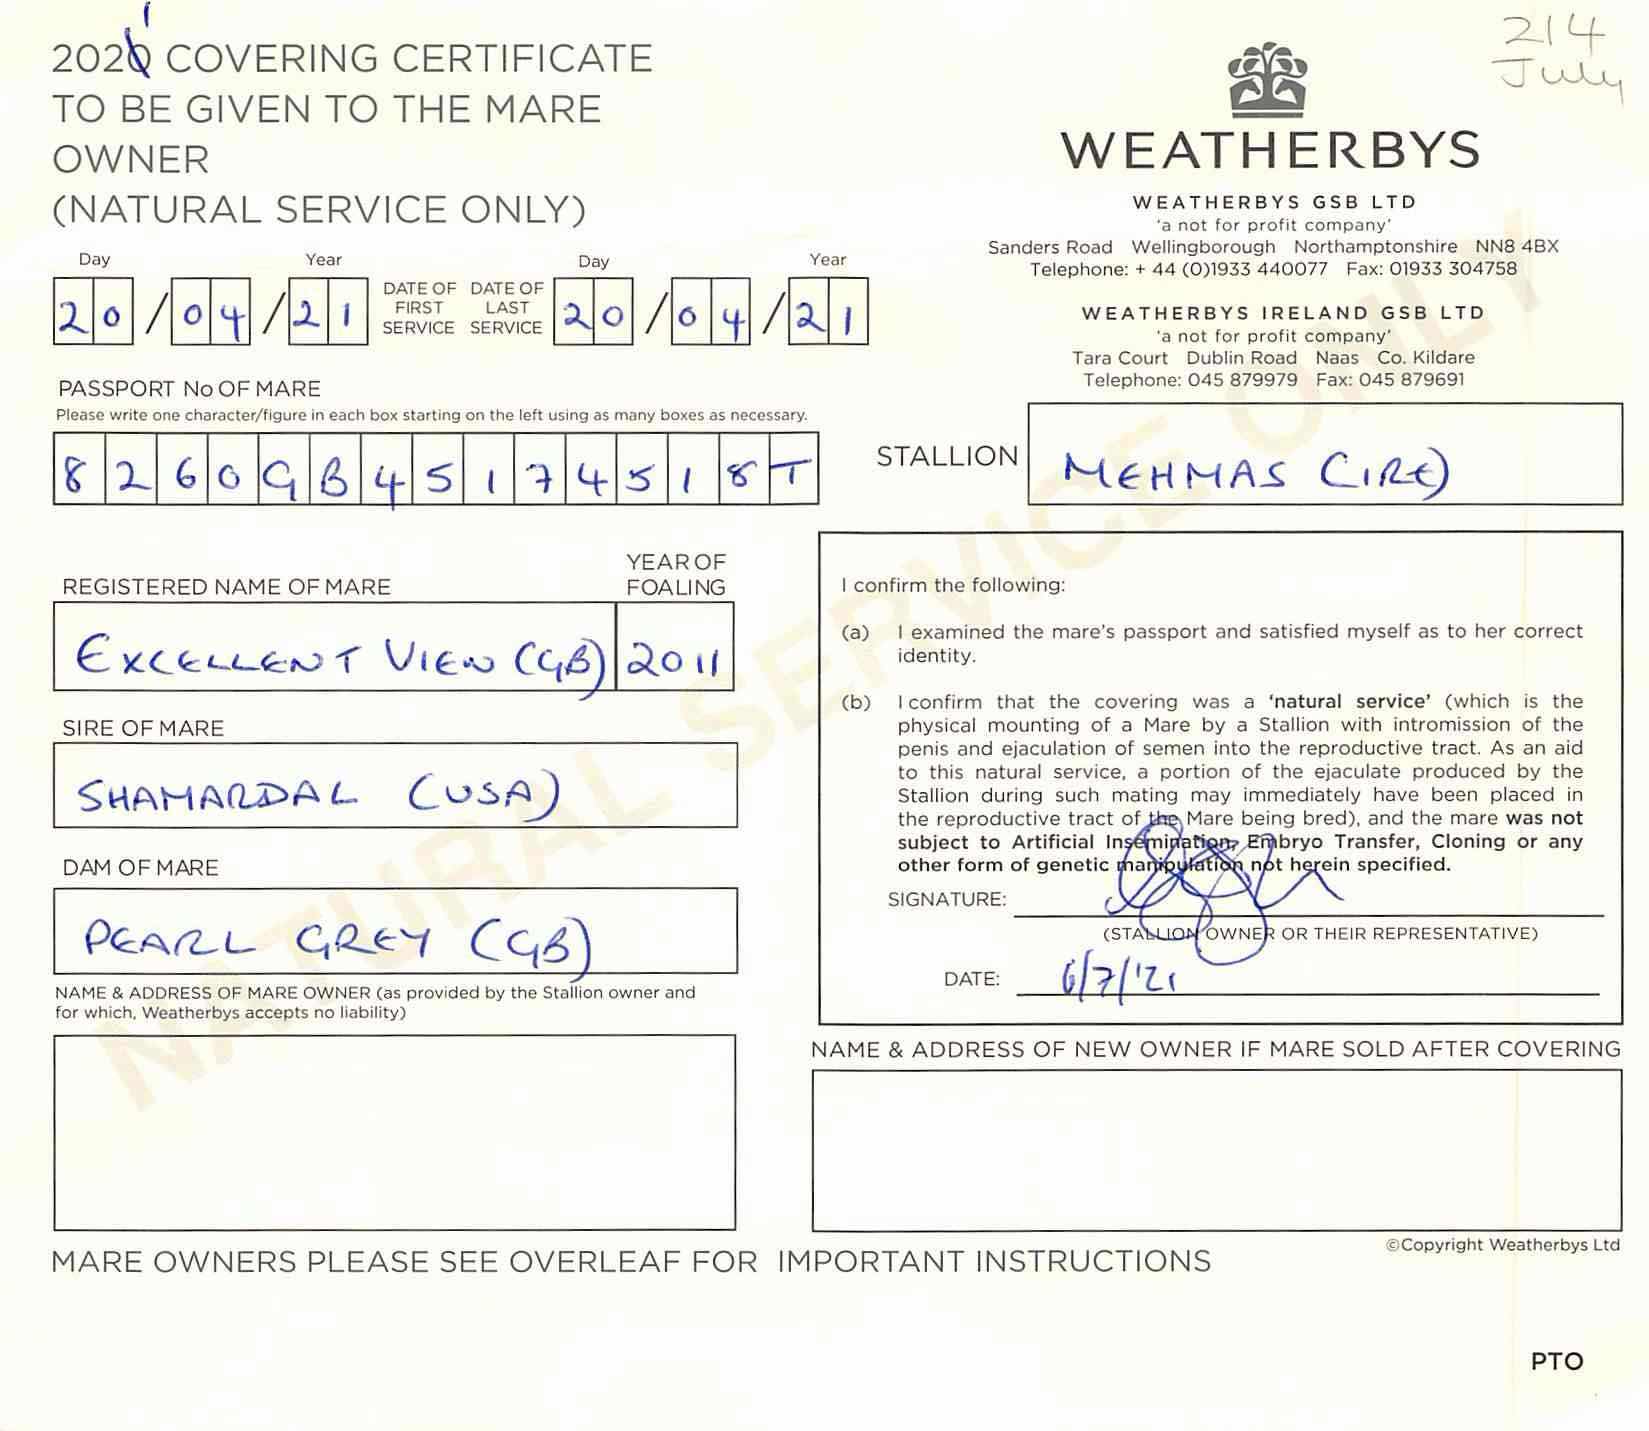 2021 COVERING CERTIFICATE
TO BE GIVEN TO THE MARE
OWNER
(NATURAL SERVICE ONLY)
214
July
WEATHERBYS
WEATHERBYS GSB LTD
'a not for profit company'
Sanders Road Wellingborough Northamptonshire NN8 4BX
Telephone: + 44 (0)1933 440077 Fax: 01933 304758
WEATHERBYS IRELAND GSB LTD
'a not for profit company'
Tara Court Dublin Road Naas Co. Kildare
Telephone: 045 879979 Fax: 045 879691
Day Year Day Year
20/04/21 DATE OF FIRST SERVICE DATE OF LAST SERVICE 20/04/21
PASSPORT No OF MARE
Please write one character/figure in each box starting on the left using as many boxes as necessary.
8260GB45174518T
STALLION MEHMAS (IRE)
REGISTERED NAME OF MARE YEAR OF FOALING
EXCELLENT VIEW (GB) 2011
SIRE OF MARE
SHAMARDAL (USA)
DAM OF MARE
PEARL GREY (GB)
NAME & ADDRESS OF MARE OWNER (as provided by the Stallion owner and
for which, Weatherbys accepts no liability)
I confirm the following:
(a) I examined the mare's passport and satisfied myself as to her correct
identity.
(b) I confirm that the covering was a 'natural service' (which is the
physical mounting of a Mare by a Stallion with intromission of the
penis and ejaculation of semen into the reproductive tract. As an aid
to this natural service, a portion of the ejaculate produced by the
Stallion during such mating may immediately have been placed in
the reproductive tract of the Mare being bred), and the mare was not
subject to Artificial Insemination, Embryo Transfer, Cloning or any
other form of genetic manipulation not herein specified.
SIGNATURE:
(STALLION OWNER OR THEIR REPRESENTATIVE)
DATE: 6/7/'21
NAME & ADDRESS OF NEW OWNER IF MARE SOLD AFTER COVERING
©Copyright Weatherbys Ltd
MARE OWNERS PLEASE SEE OVERLEAF FOR IMPORTANT INSTRUCTIONS
PTO
NATURAL SERVICE ONLY